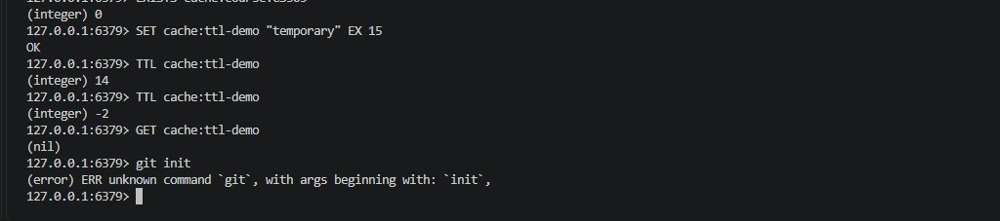 (integer) 0
127.0.0.1:6379> SET cache:ttl-demo "temporary" EX 15
OK
127.0.0.1:6379> TTL cache:ttl-demo
(integer) 14
127.0.0.1:6379> TTL cache:ttl-demo
(integer) -2
127.0.0.1:6379> GET cache:ttl-demo
(nil)
127.0.0.1:6379> git init
(error) ERR unknown command `git`, with args beginning with: `init`,
127.0.0.1:6379>